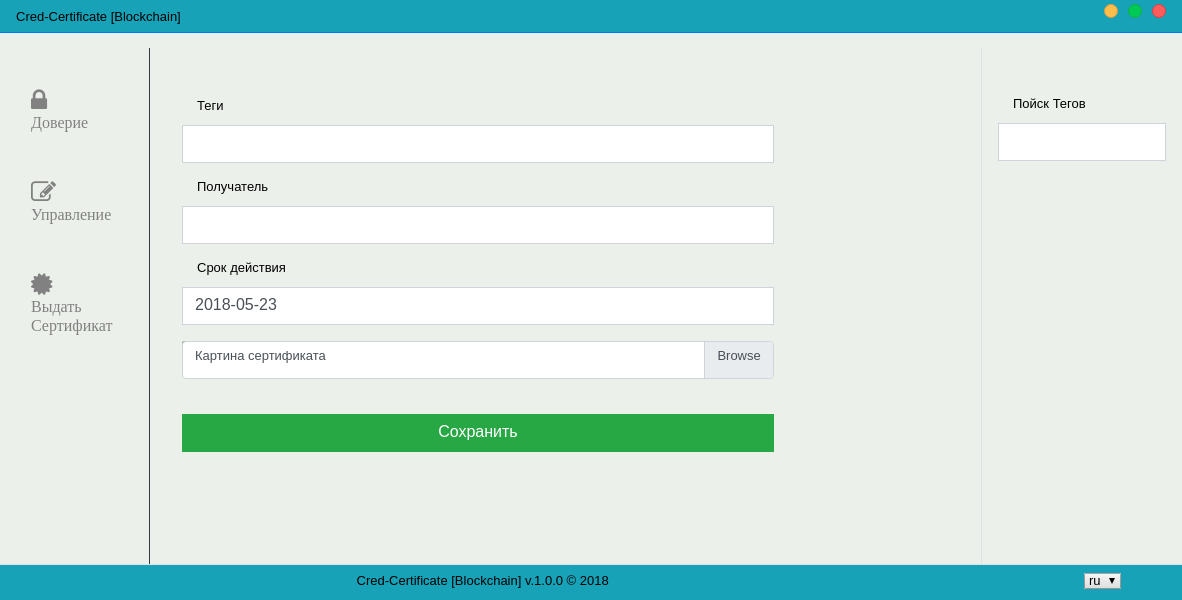 Cred-Certificate [Blockchain]
Доверие
Управление
Выдать
Сертификат
Теги
Получатель
Срок действия
2018-05-23
Картина сертификата
Browse
Сохранить
Пойск Тегов
Cred-Certificate [Blockchain] v.1.0.0 © 2018
ru